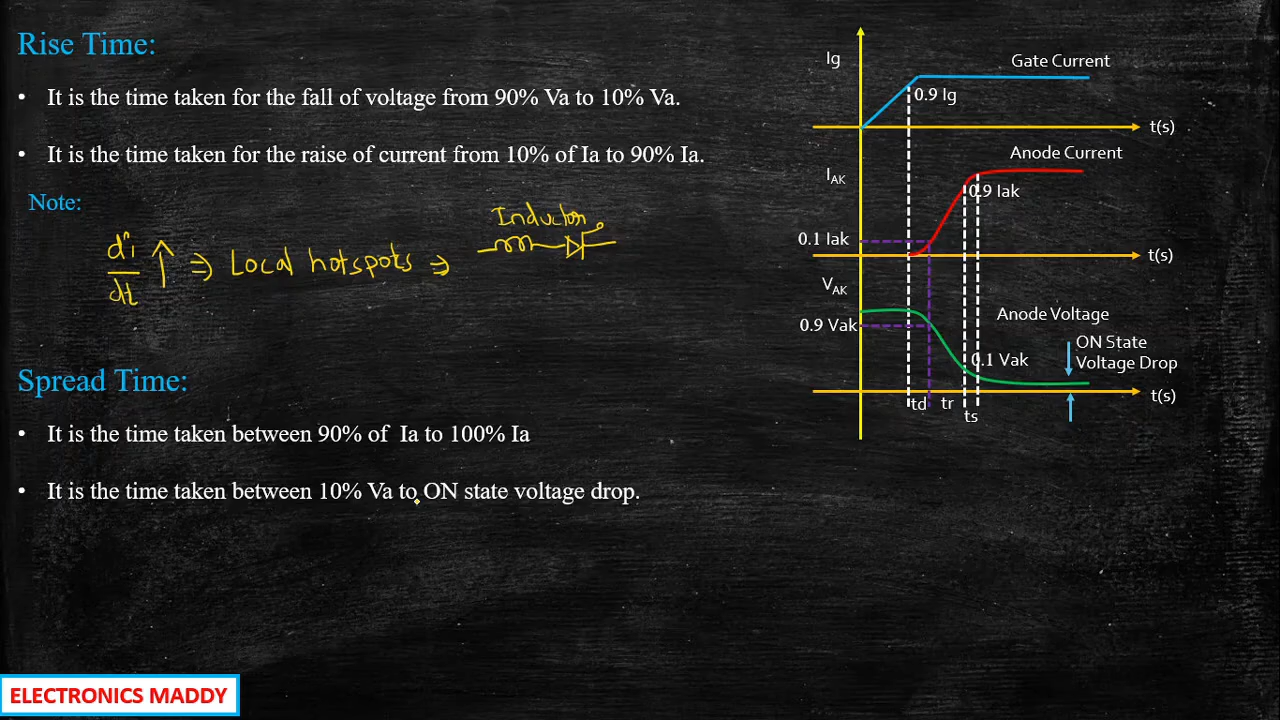 Rise Time:
• It is the time taken for the fall of voltage from 90% Va to 10% Va.
• It is the time taken for the raise of current from 10% of Ia to 90% Ia.
Note:
di/dt ↑ ⇒ Local hotspots ⇒
Inductor
Spread Time:
• It is the time taken between 90% of Ia to 100% Ia
• It is the time taken between 10% Va to ON state voltage drop.
ELECTRONICS MADDY
Ig
Gate Current
0.9 Ig
t(s)
Anode Current
IAK
0.9 Iak
0.1 Iak
t(s)
VAK
Anode Voltage
0.9 Vak
ON State
Voltage Drop
0.1 Vak
t(s)
td tr
ts